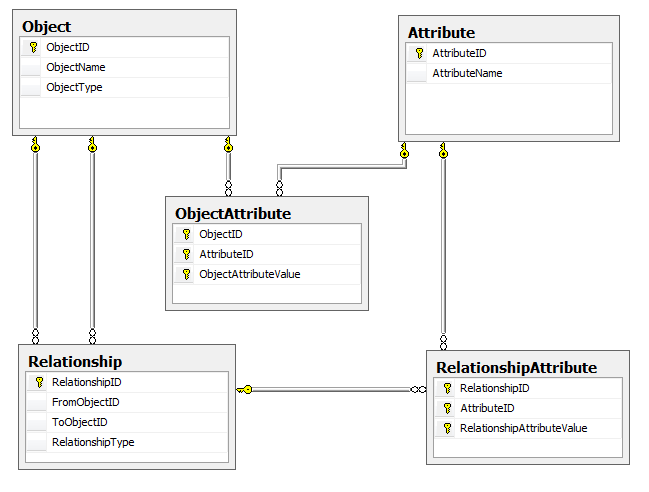 Object
ObjectID
ObjectName
ObjectType
Attribute
AttributeID
AttributeName
ObjectAttribute
ObjectID
AttributeID
ObjectAttributeValue
Relationship
RelationshipID
FromObjectID
ToObjectID
RelationshipType
RelationshipAttribute
RelationshipID
AttributeID
RelationshipAttributeValue